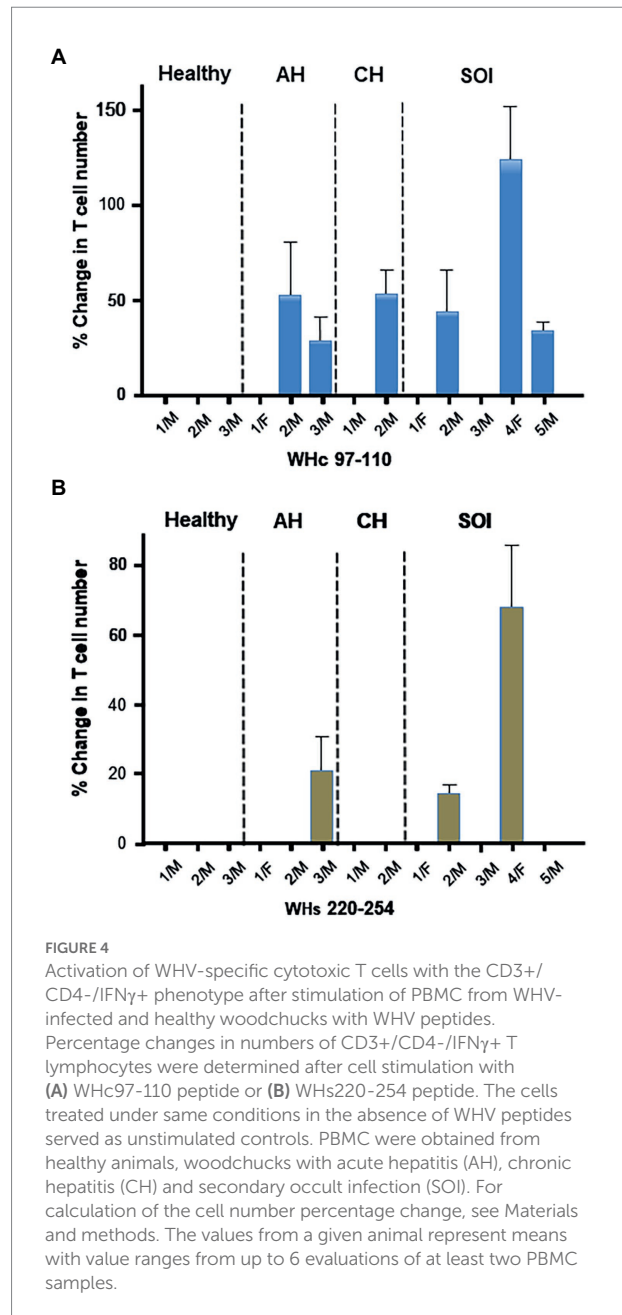 A
Healthy AH CH SOI
% Change in T cell number
150
100
50
0
1/M 2/M 3/M 1/F 2/M 3/M 1/M 2/M 1/F 2/M 3/M 4/F 5/M
WHc 97-110
B
Healthy AH CH SOI
% Change in T cell number
80
60
40
20
0
1/M 2/M 3/M 1/F 2/M 3/M 1/M 2/M 1/F 2/M 3/M 4/F 5/M
WHs 220-254
FIGURE 4
Activation of WHV-specific cytotoxic T cells with the CD3+/
CD4-/IFNγ+ phenotype after stimulation of PBMC from WHV-
infected and healthy woodchucks with WHV peptides.
Percentage changes in numbers of CD3+/CD4-/IFNγ+ T
lymphocytes were determined after cell stimulation with
(A) WHc97-110 peptide or (B) WHs220-254 peptide. The cells
treated under same conditions in the absence of WHV peptides
served as unstimulated controls. PBMC were obtained from
healthy animals, woodchucks with acute hepatitis (AH), chronic
hepatitis (CH) and secondary occult infection (SOI). For
calculation of the cell number percentage change, see Materials
and methods. The values from a given animal represent means
with value ranges from up to 6 evaluations of at least two PBMC
samples.